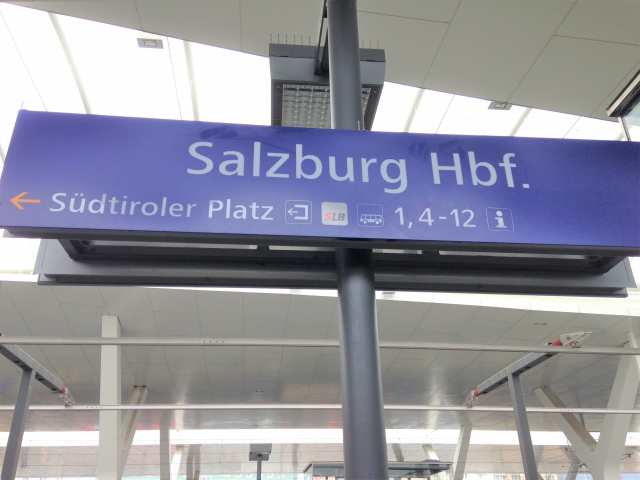 Salzburg Hbf.
Südtiroler Platz SLB 1, 4-12 i